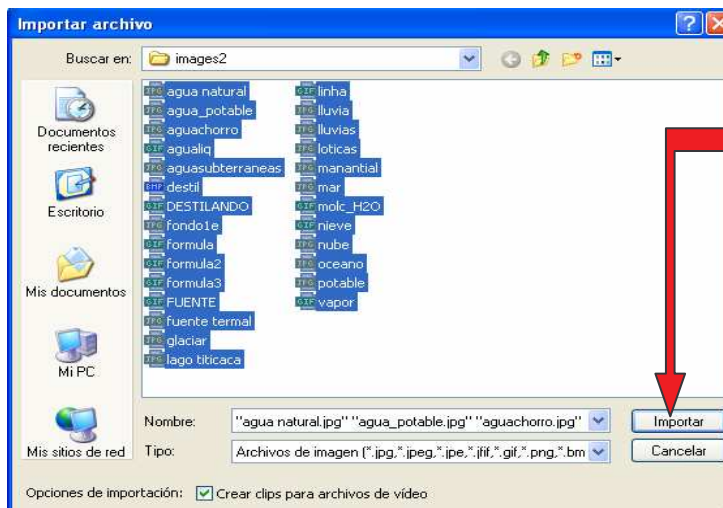 Importar archivo
Buscar en: images2
agua natural
agua_potable
aguachorro
agualiq
aguasubterraneas
destil
DESTILANDO
fondo1e
formula
formula2
formula3
FUENTE
fuente termal
glaciar
lago titicaca
linha
lluvia
lluvias
loticas
manantial
mar
molc_H2O
nieve
nube
oceano
potable
vapor
Documentos
recientes
Escritorio
Mis documentos
Mi PC
Mis sitios de red
Nombre: "agua natural.jpg" "agua_potable.jpg" "aguachorro.jpg" Importar
Tipo: Archivos de imagen (*.jpg,*.jpeg,*.jpe,*.jfif,*.gif,*.png,*.bm Cancelar
Opciones de importación: Crear clips para archivos de vídeo